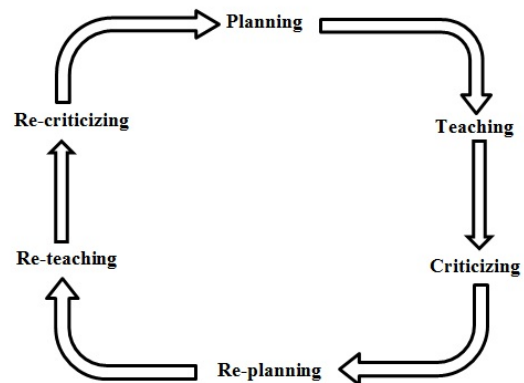 Planning
Teaching
Criticizing
Re-planning
Re-teaching
Re-criticizing